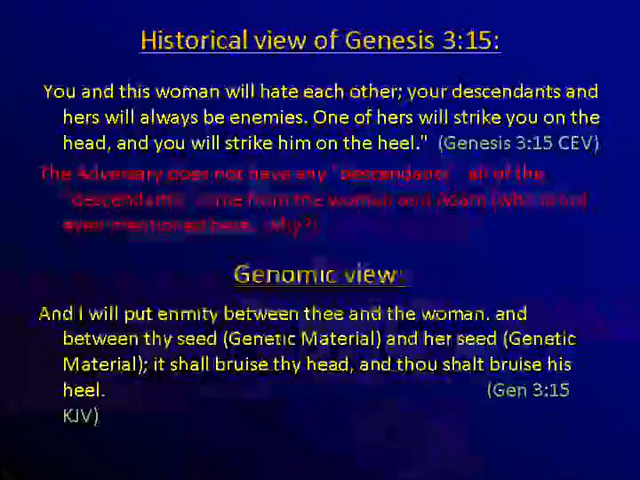 Historical view of Genesis 3:15:
You and this woman will hate each other; your descendants and
hers will always be enemies. One of hers will strike you on the
head, and you will strike him on the heel." (Genesis 3:15 CEV)
The Adversary does not have any "descendants" all of the
"descendants" come from the woman and Adam (who
even mentioned here, why?)
Genomic view:
And I will put enmity between thee and the woman, and
between thy seed (Genetic Material) and her seed (Genetic
Material); it shall bruise thy head, and thou shalt bruise his
heel. (Gen 3:15
KJV)